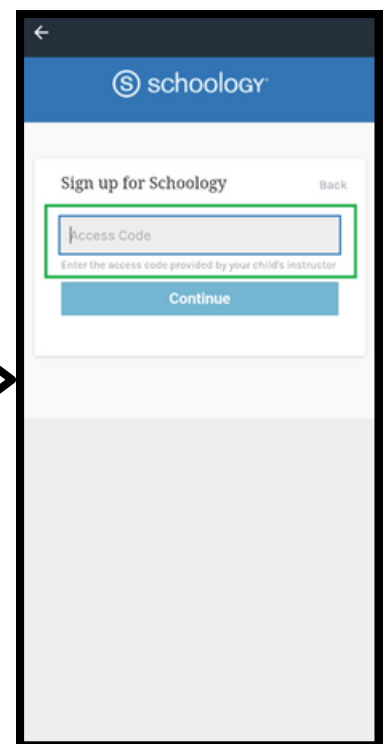 schoology
Sign up for Schoology
Back
Access Code
Enter the access code provided by your child's instructor
Continue